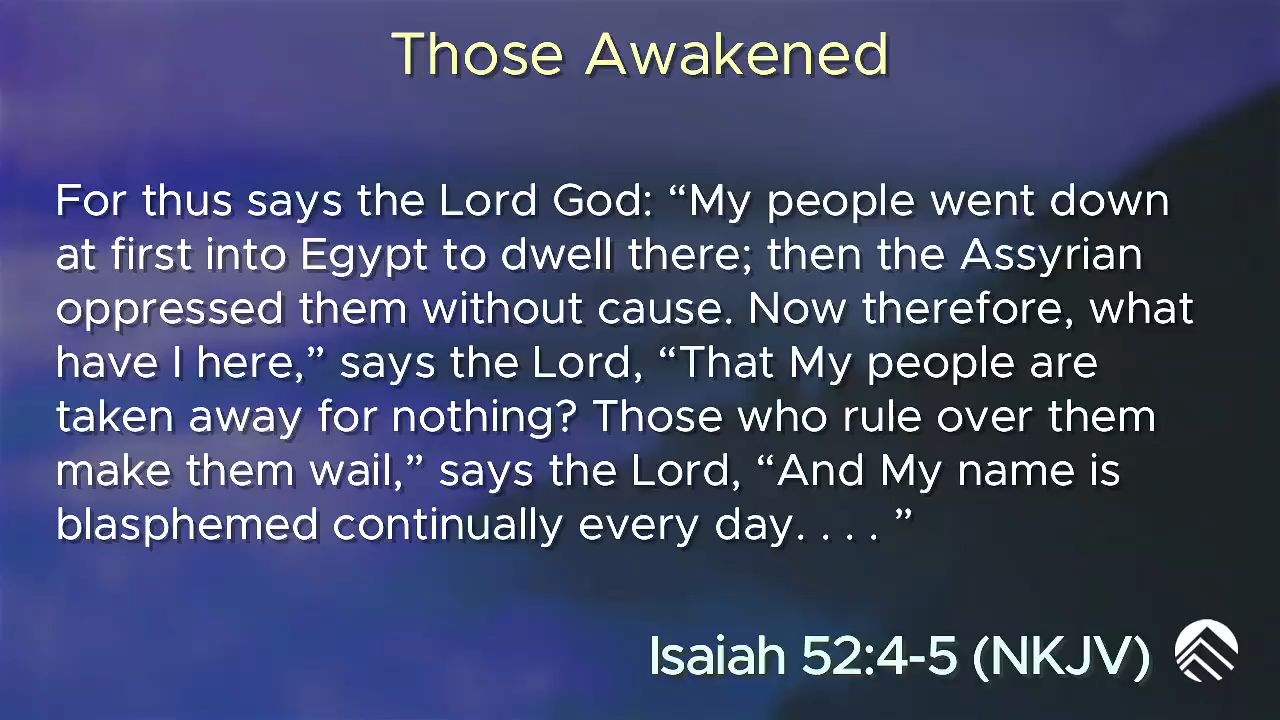 Those Awakened
For thus says the Lord God: “My people went down
at first into Egypt to dwell there; then the Assyrian
oppressed them without cause. Now therefore, what
have I here,” says the Lord, “That My people are
taken away for nothing? Those who rule over them
make them wail,” says the Lord, “And My name is
blasphemed continually every day. . . . ”
Isaiah 52:4-5 (NKJV)